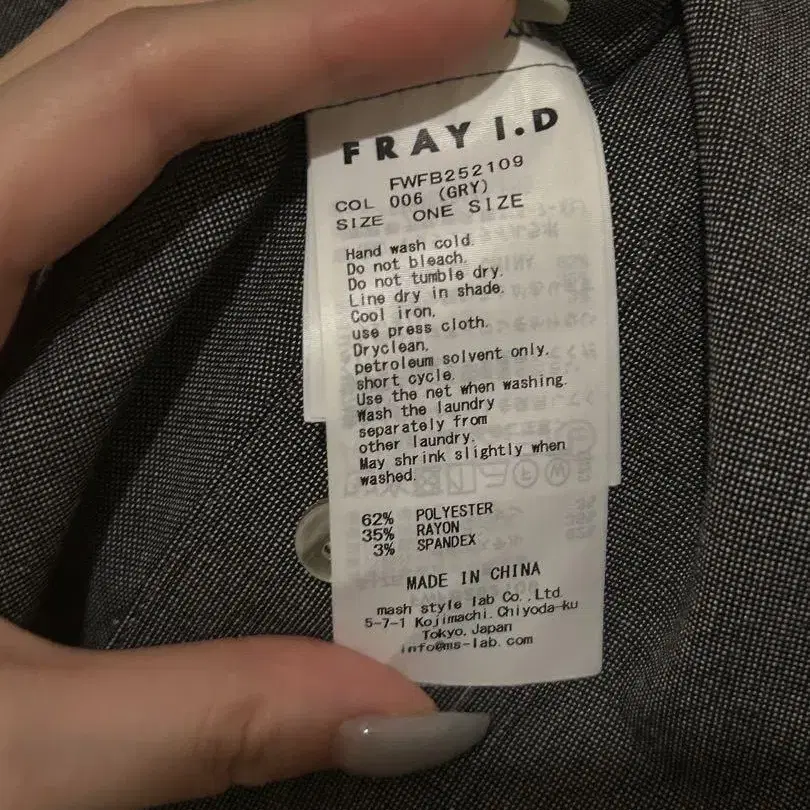 FRAY I.D
FWFB252109
COL 006 (GRY)
SIZE ONE SIZE
Hand wash cold.
Do not bleach.
Do not tumble dry.
Line dry in shade.
Cool iron,
use press cloth.
Dryclean,
petroleum solvent only.
short cycle.
Use the net when washing.
Wash the laundry
separately from
other laundry.
May shrink slightly when
washed.
62% POLYESTER
35% RAYON
3% SPANDEX
MADE IN CHINA
mash style lab Co.,Ltd.
5-7-1 Kojimachi.Chiyoda-ku
Tokyo.Japan
info@ms-lab.com